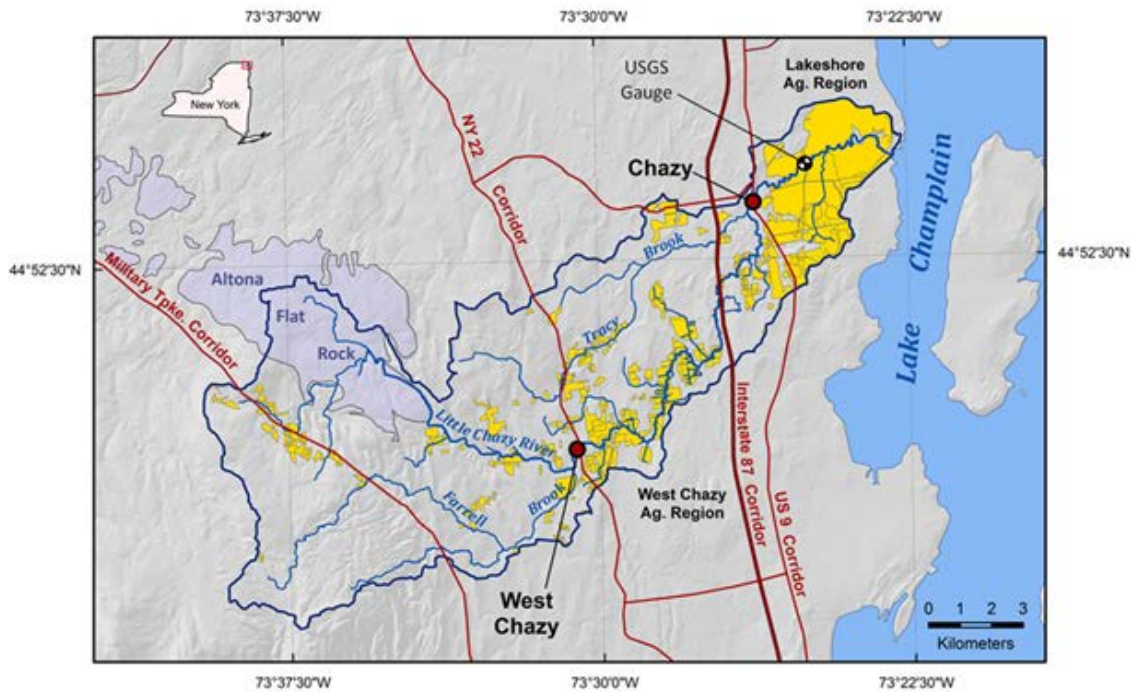 73°37'30"W
73°30'0"W
73°22'30"W
New York
USGS
Gauge
Lakeshore
Ag. Region
NY 22
Corridor
Chazy
Brook
Tracy
Lake Champlain
44°52'30"N
44°52'30"N
Military Tpke. Corridor
Altona
Flat
Rock
Little Chazy River
Farrell
Brook
West Chazy
Ag. Region
Interstate 87 Corridor
US 9 Corridor
West
Chazy
0 1 2 3
Kilometers
73°37'30"W
73°30'0"W
73°22'30"W